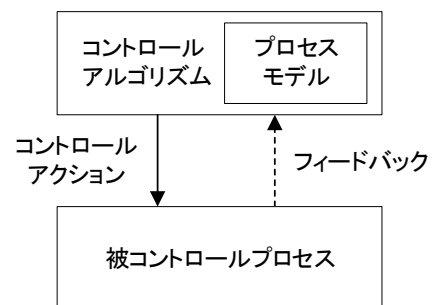 コントロール
アルゴリズム
プロセス
モデル
コントロール
アクション
フィードバック
被コントロールプロセス